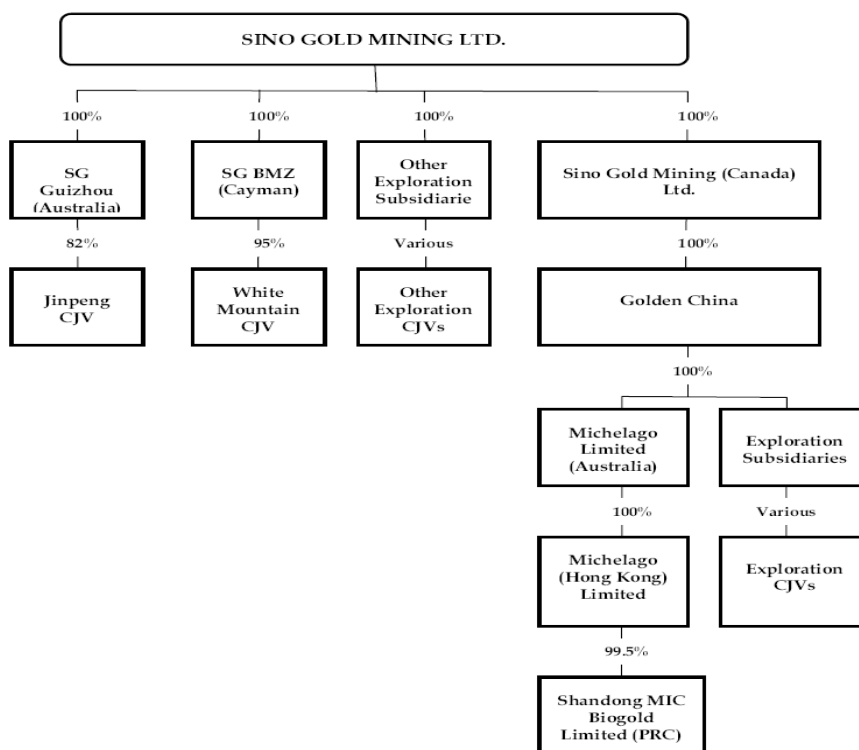 SINO GOLD MINING LTD.
100% 100% 100% 100%
SG
Guizhou
(Australia)
SG BMZ
(Cayman)
Other
Exploration
Subsidiarie
Sino Gold Mining (Canada)
Ltd.
82% 95% Various 100%
Jinpeng
CJV
White
Mountain
CJV
Other
Exploration
CJVs
Golden China
100%
Michelago
Limited
(Australia)
Exploration
Subsidiaries
100% Various
Michelago
(Hong Kong)
Limited
Exploration
CJVs
99.5%
Shandong MIC
Biogold
Limited (PRC)